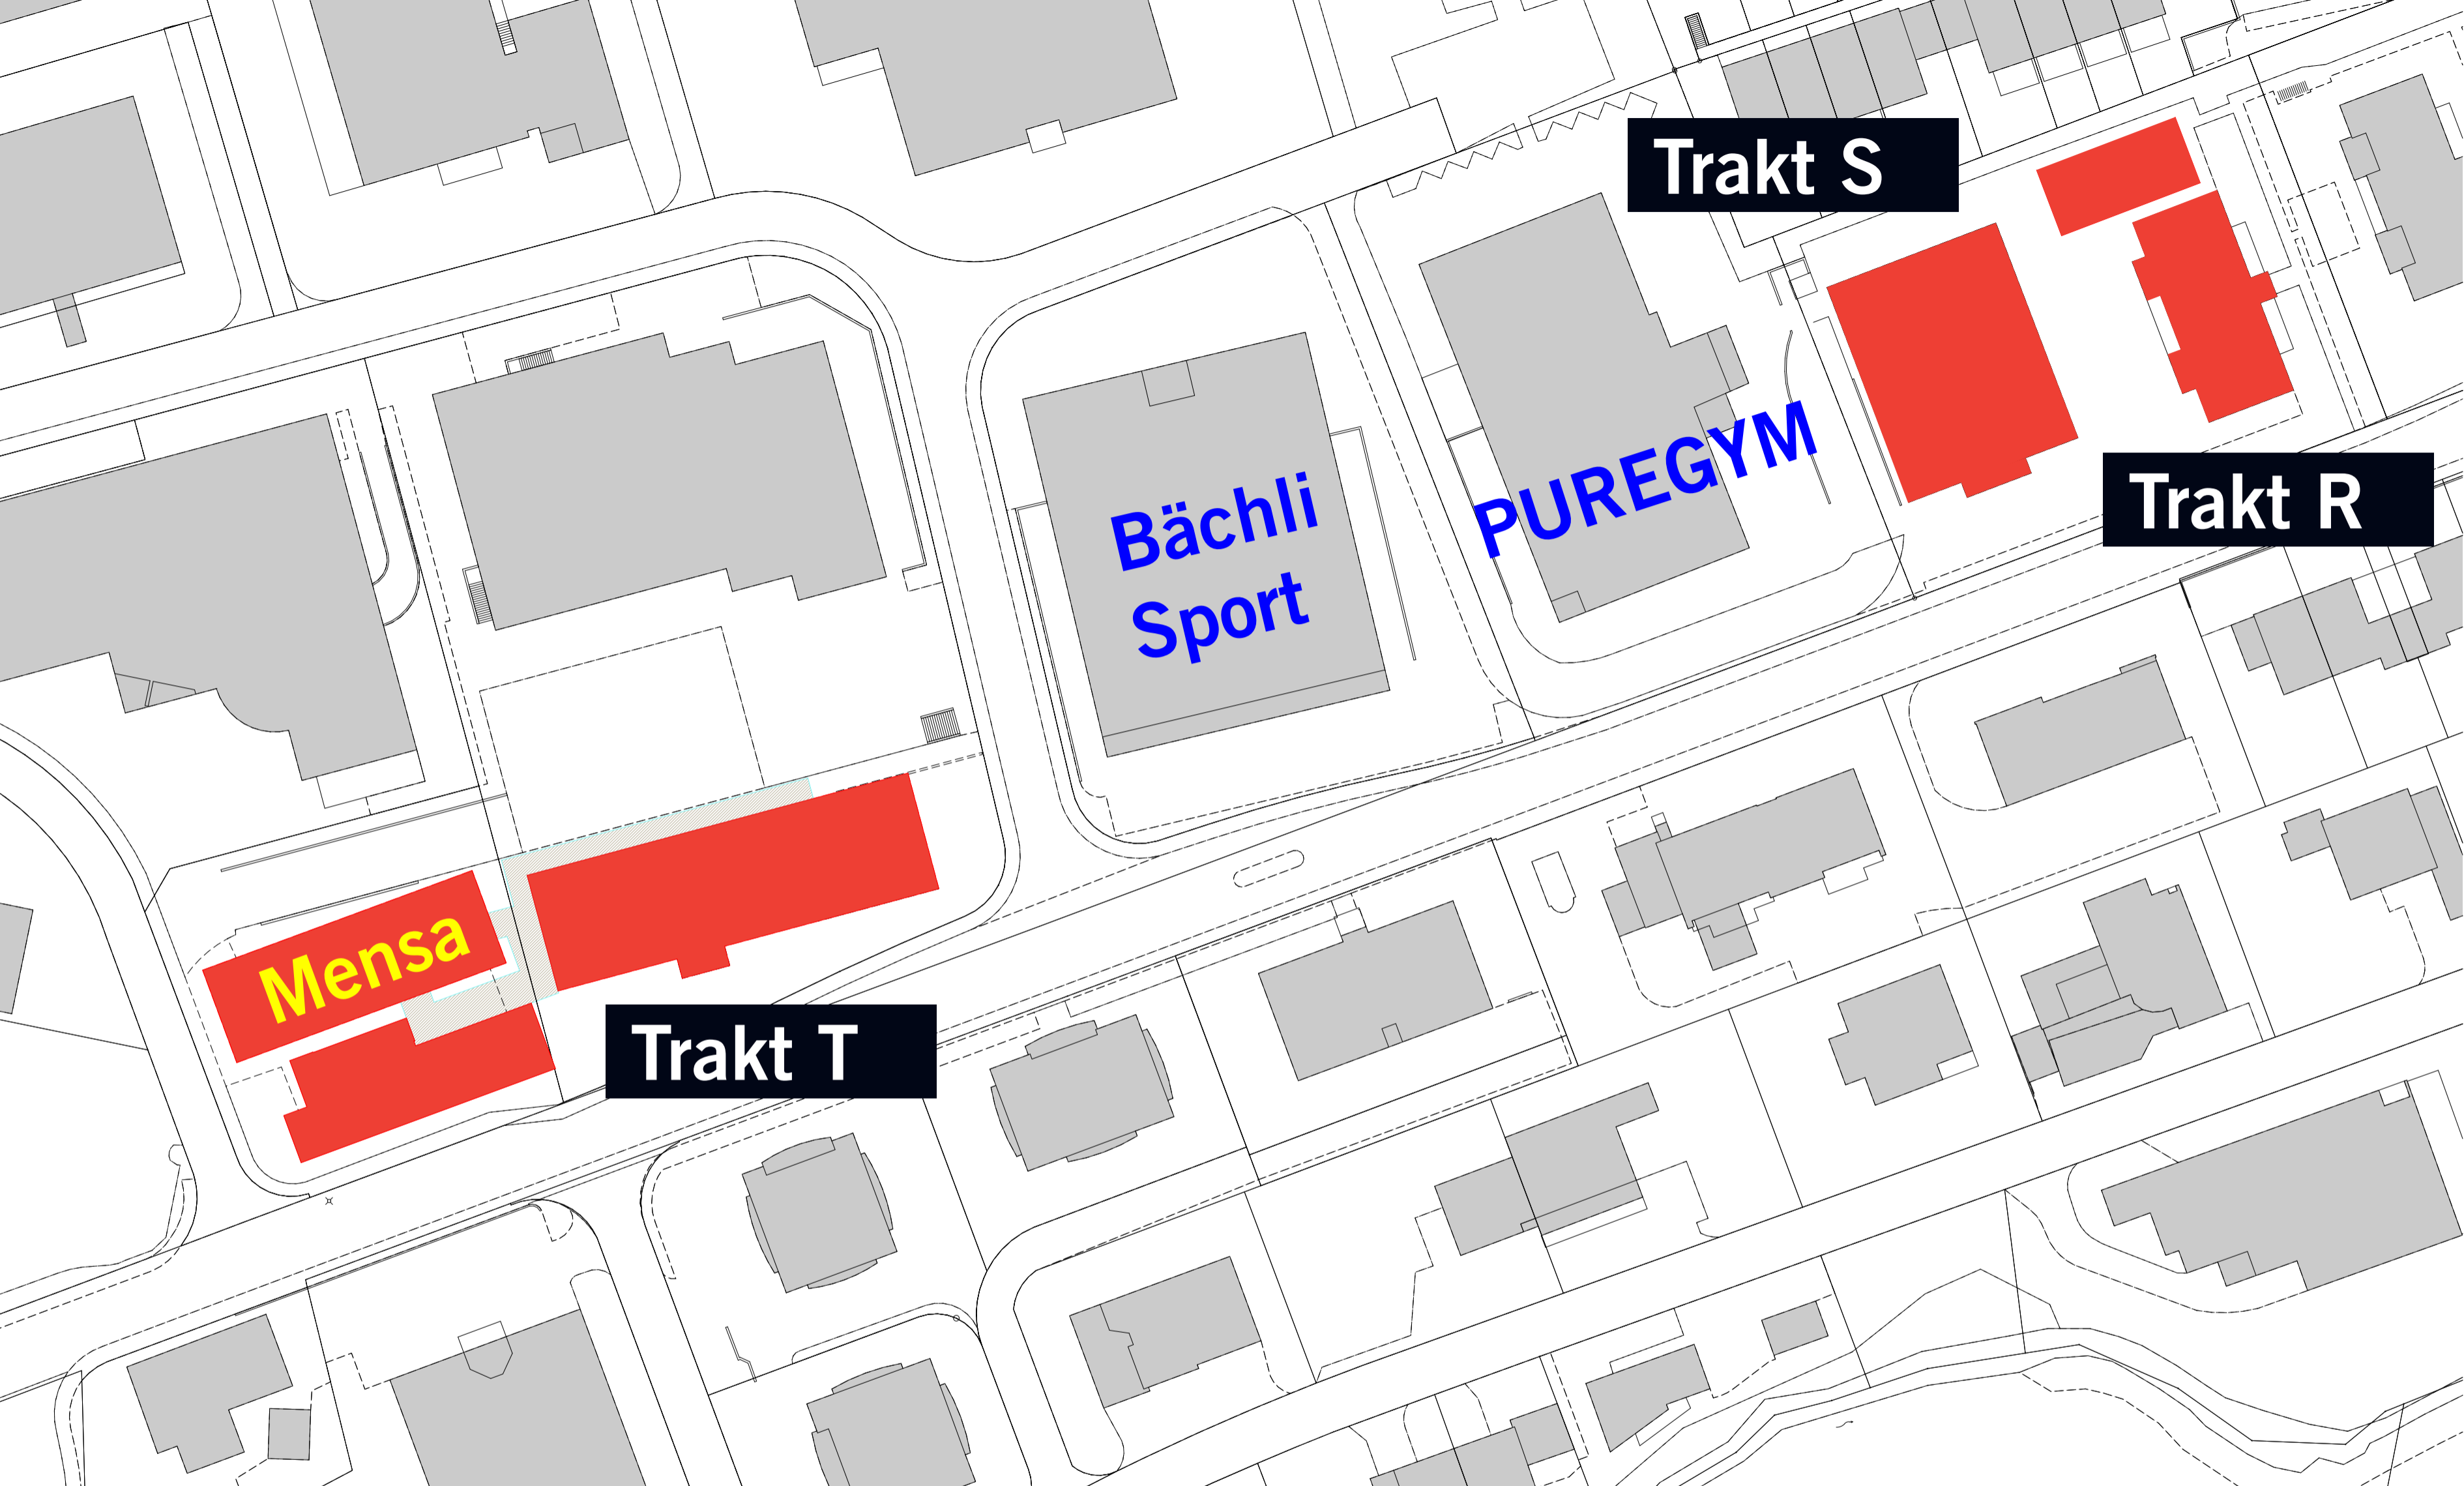 Trakt S
PUREGYM
Bächli
Sport
Trakt R
Mensa
Trakt T